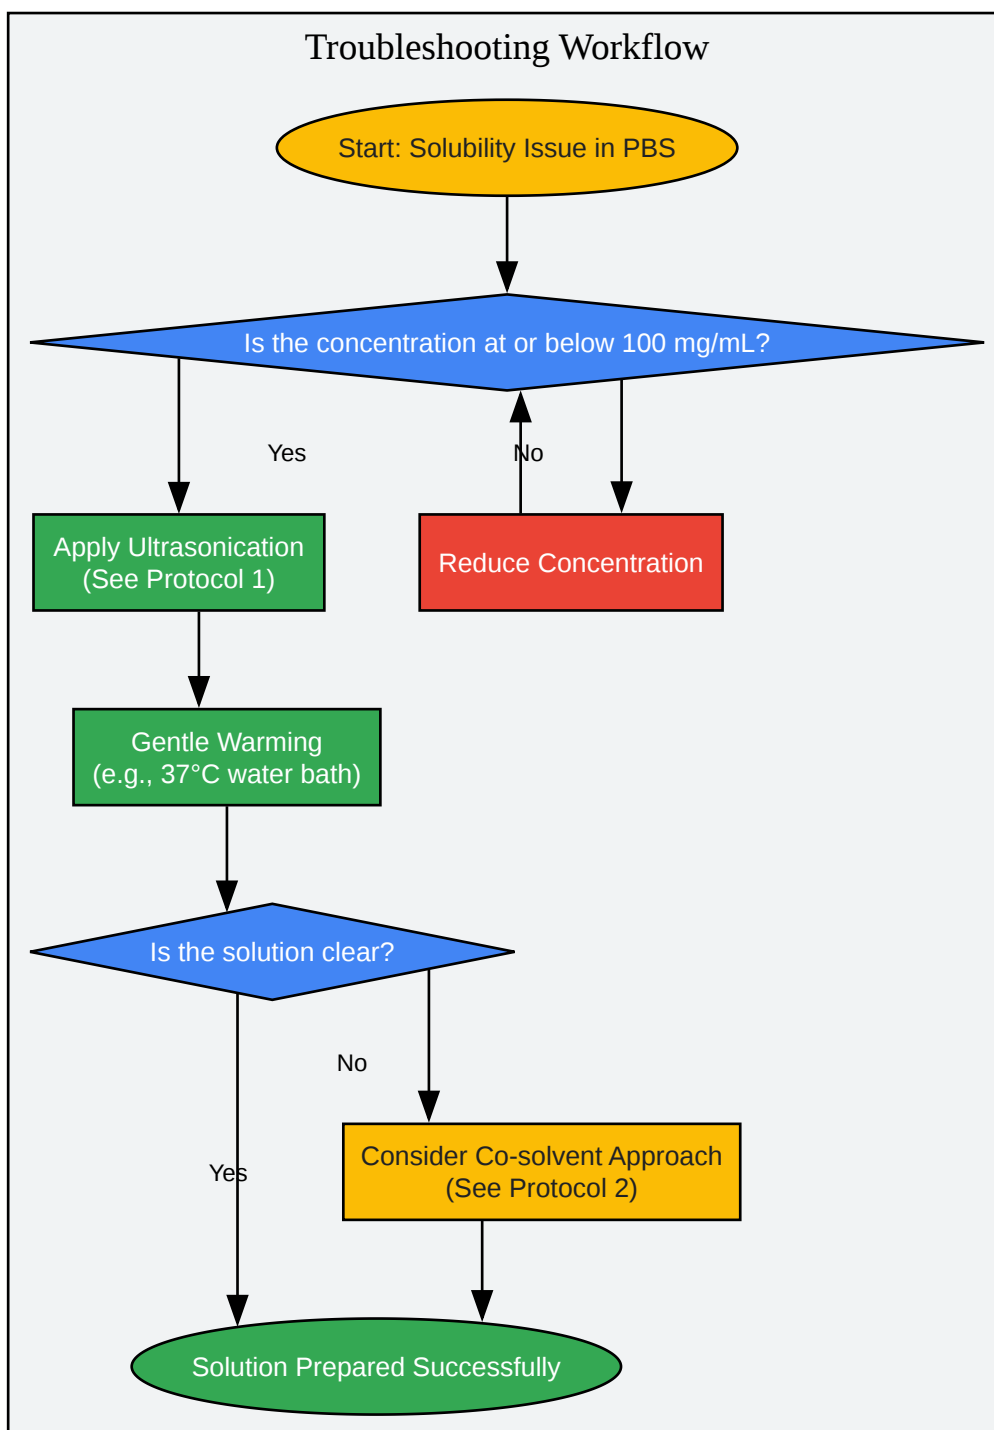 Troubleshooting Workflow
Start: Solubility Issue in PBS
Is the concentration at or below 100 mg/mL?
Yes
No
Apply Ultrasonication
(See Protocol 1)
Reduce Concentration
Gentle Warming
(e.g., 37°C water bath)
Is the solution clear?
No
Consider Co-solvent Approach
(See Protocol 2)
Yes
Solution Prepared Successfully